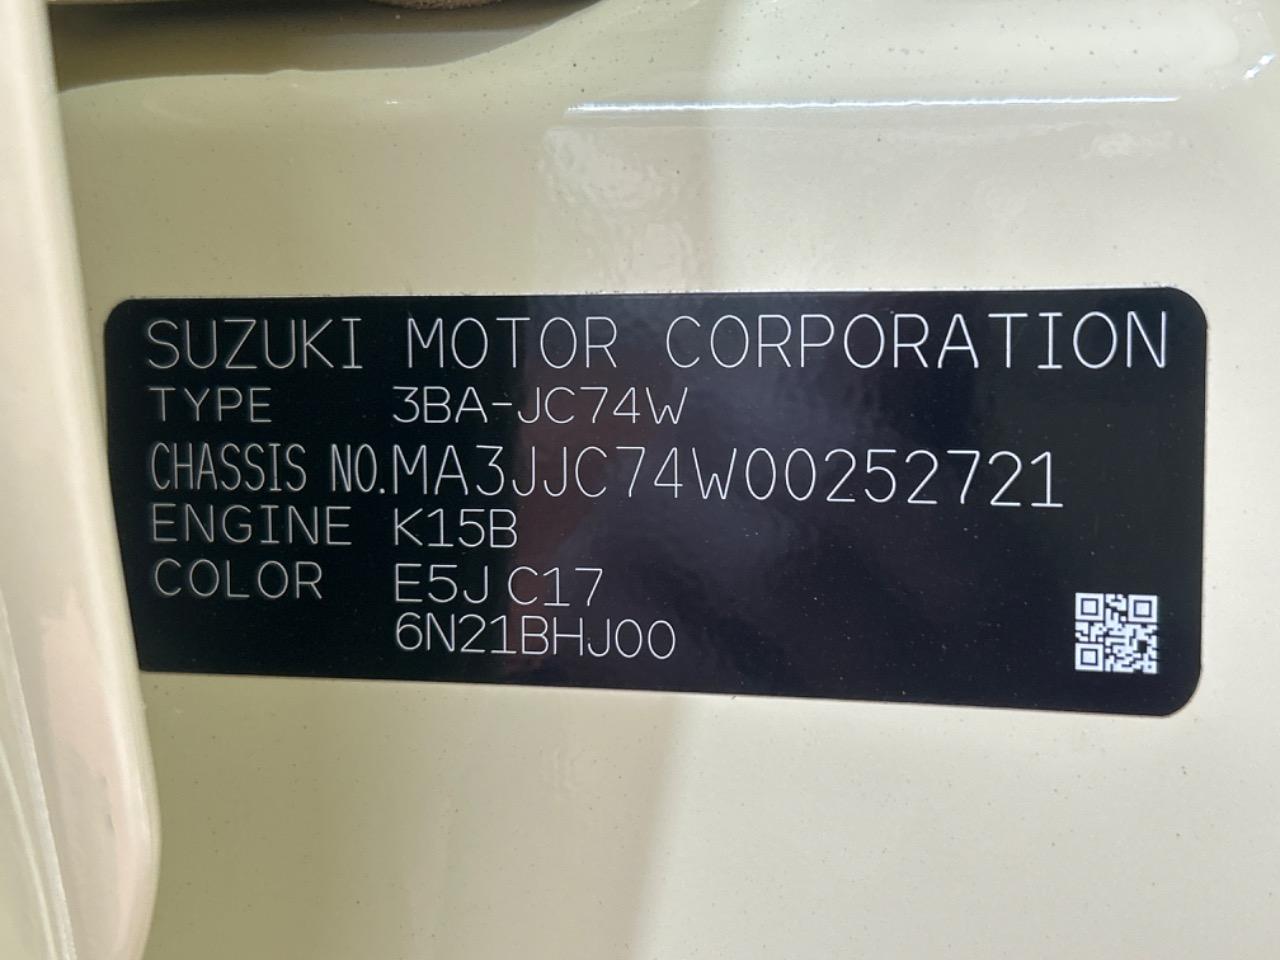 SUZUKI MOTOR CORPORATION
TYPE 3BA-JC74W
CHASSIS NO.MA3JJC74W00252721
ENGINE K15B
COLOR E5J C17
6N21BHJ00